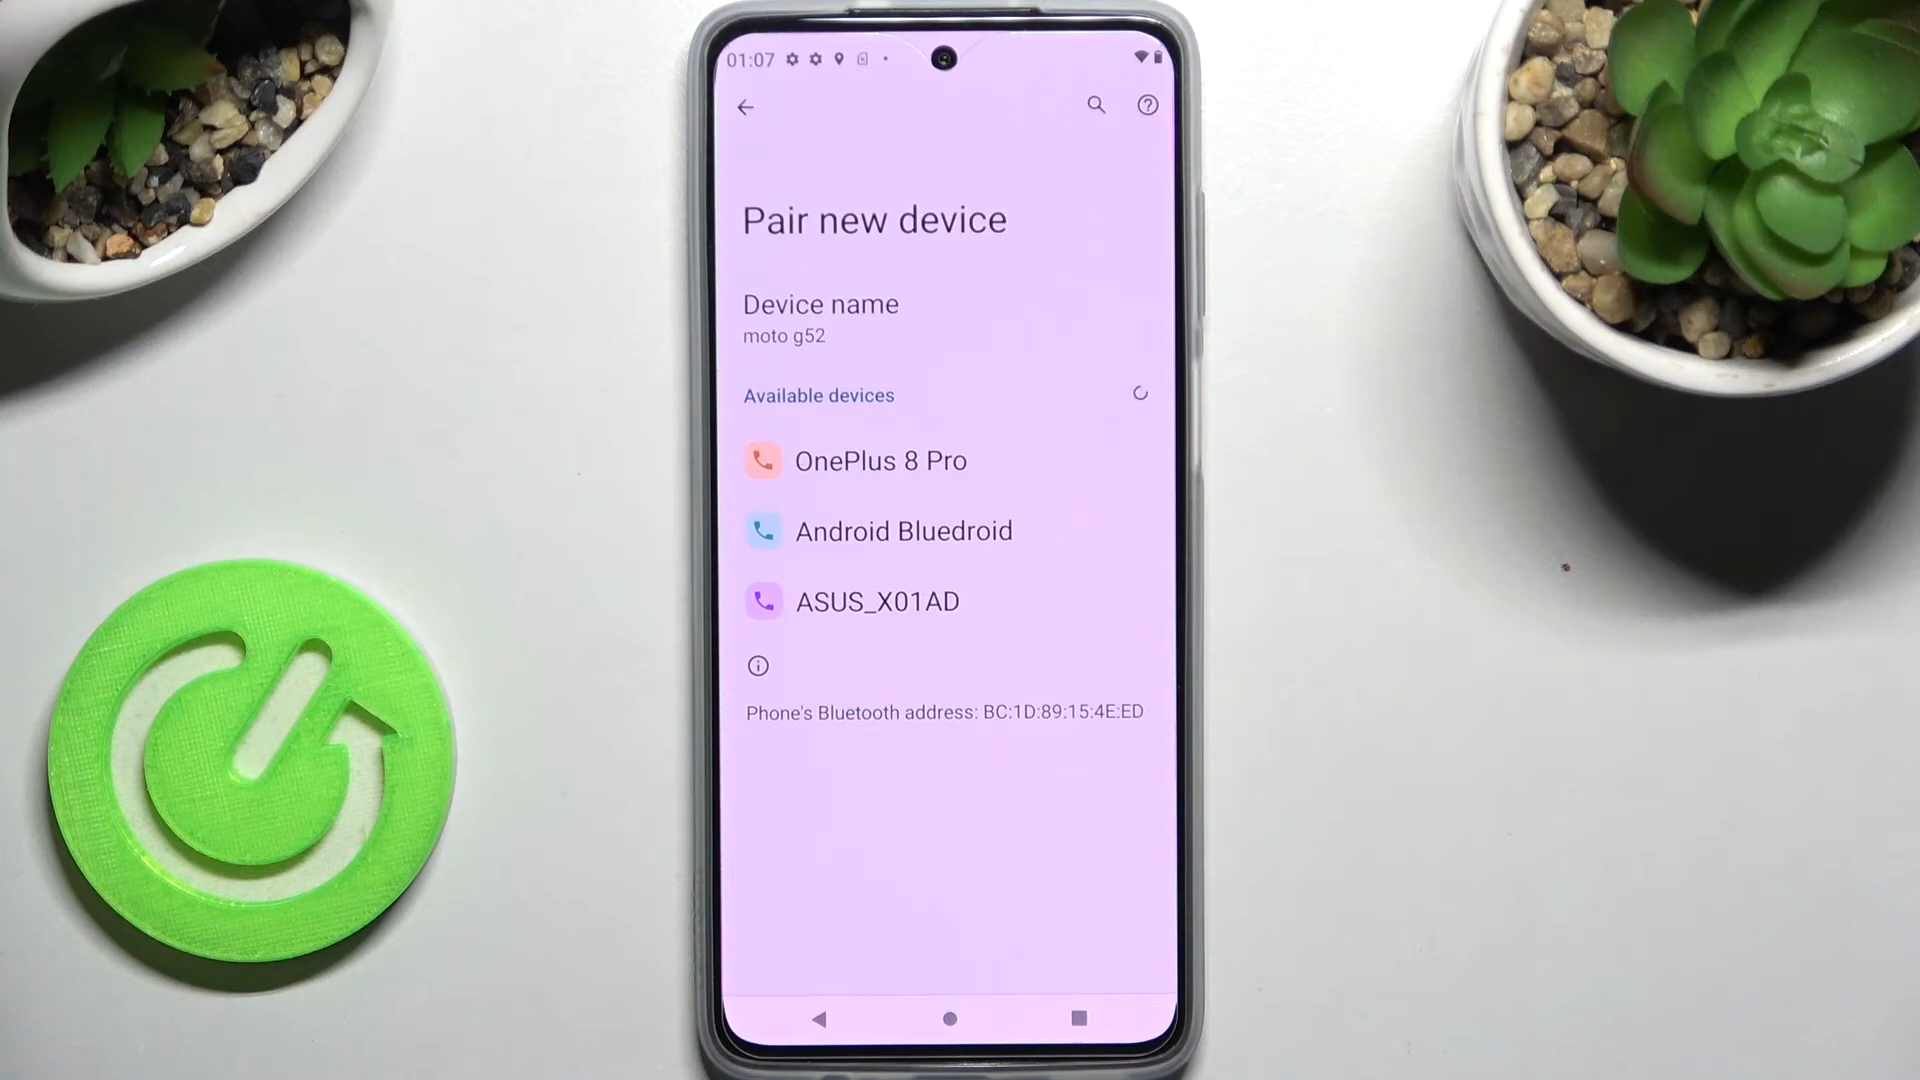 01:07
Pair new device
Device name
moto g52
Available devices
OnePlus 8 Pro
Android Bluedroid
ASUS_X01AD
Phone's Bluetooth address: BC:1D:89:15:4E:ED